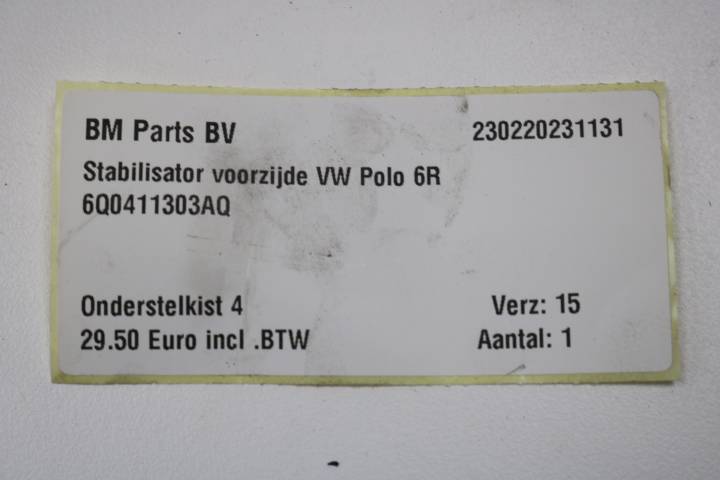 BM Parts BV 230220231131
Stabilisator voorzijde VW Polo 6R
6Q0411303AQ
Onderstelkist 4 Verz: 15
29.50 Euro incl .BTW Aantal: 1